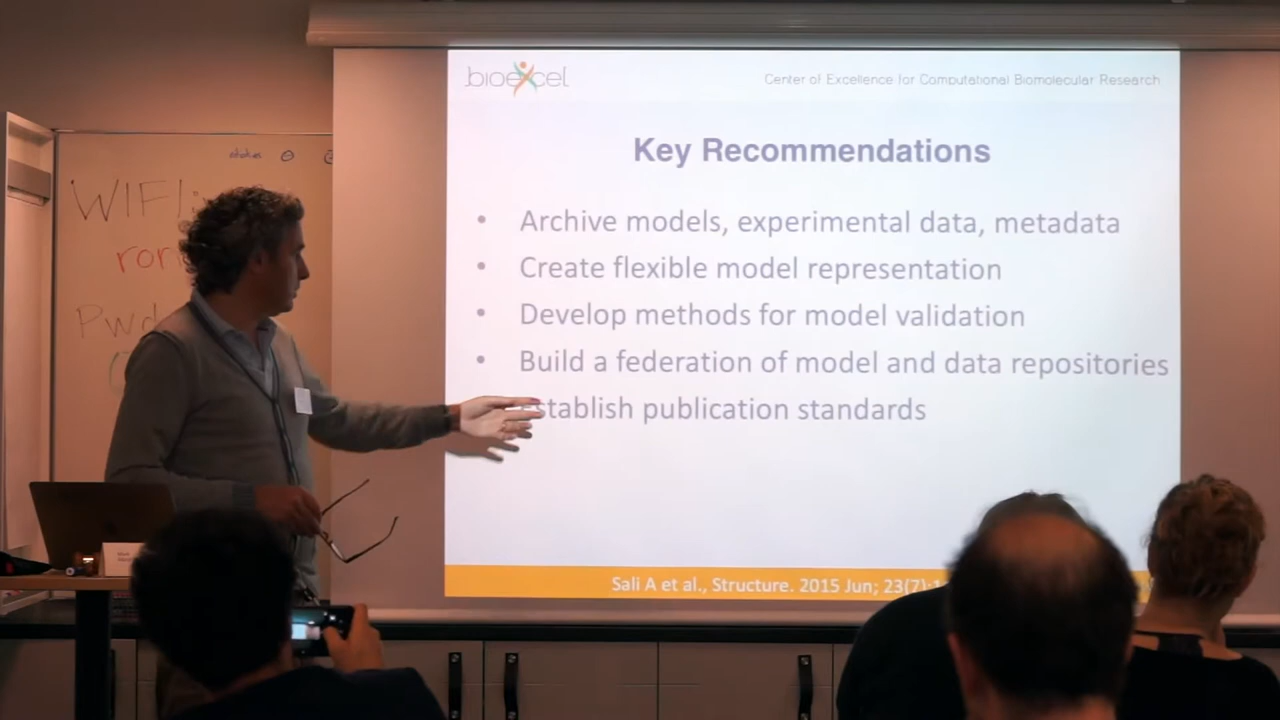 bioexcel
Center of Excellence for Computational Biomolecular Research
Key Recommendations
• Archive models, experimental data, metadata
• Create flexible model representation
• Develop methods for model validation
• Build a federation of model and data repositories
stablish publication standards
Sali A et al., Structure. 2015 Jun; 23(7):1
status
WIFI
Pwd